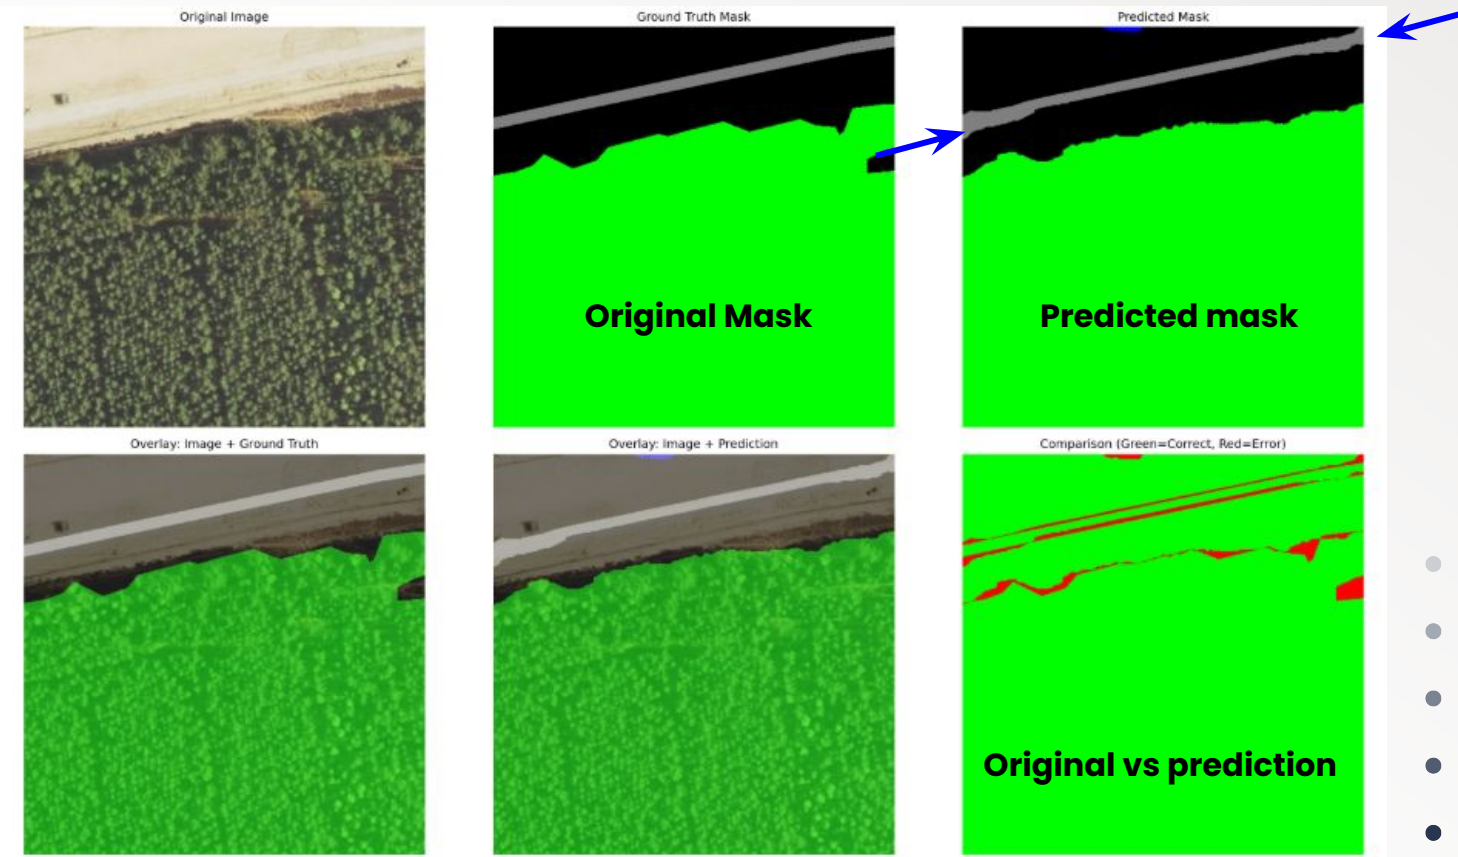 Original Image
Ground Truth Mask
Predicted Mask
Original Mask
Predicted mask
Overlay: Image + Ground Truth
Overlay: Image + Prediction
Comparison (Green=Correct, Red=Error)
Original vs prediction